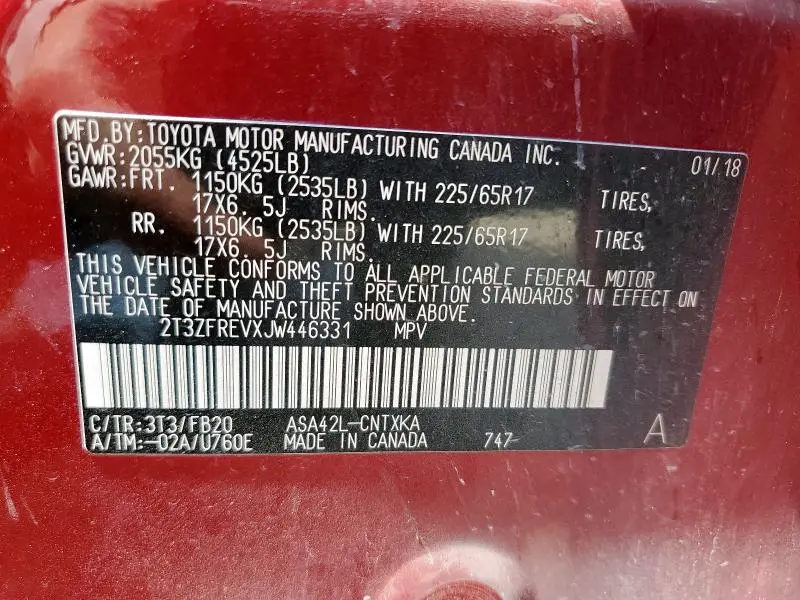 MFD.BY:TOYOTA MOTOR MANUFACTURING CANADA INC. 01/18
GVWR:2055KG (4525LB)
GAWR:FRT. 1150KG (2535LB) WITH 225/65R17 TIRES,
17X6. 5J RIMS.
RR. 1150KG (2535LB) WITH 225/65R17 TIRES,
17X6. 5J RIMS.
THIS VEHICLE CONFORMS TO ALL APPLICABLE FEDERAL MOTOR
VEHICLE SAFETY AND THEFT PREVENTION STANDARDS IN EFFECT ON
THE DATE OF MANUFACTURE SHOWN ABOVE.
2T3ZFREVXJW446331 MPV
C/TR:3T3/FB20 ASA42L-CNTXKA A
A/TM:-02A/U760E MADE IN CANADA 747-